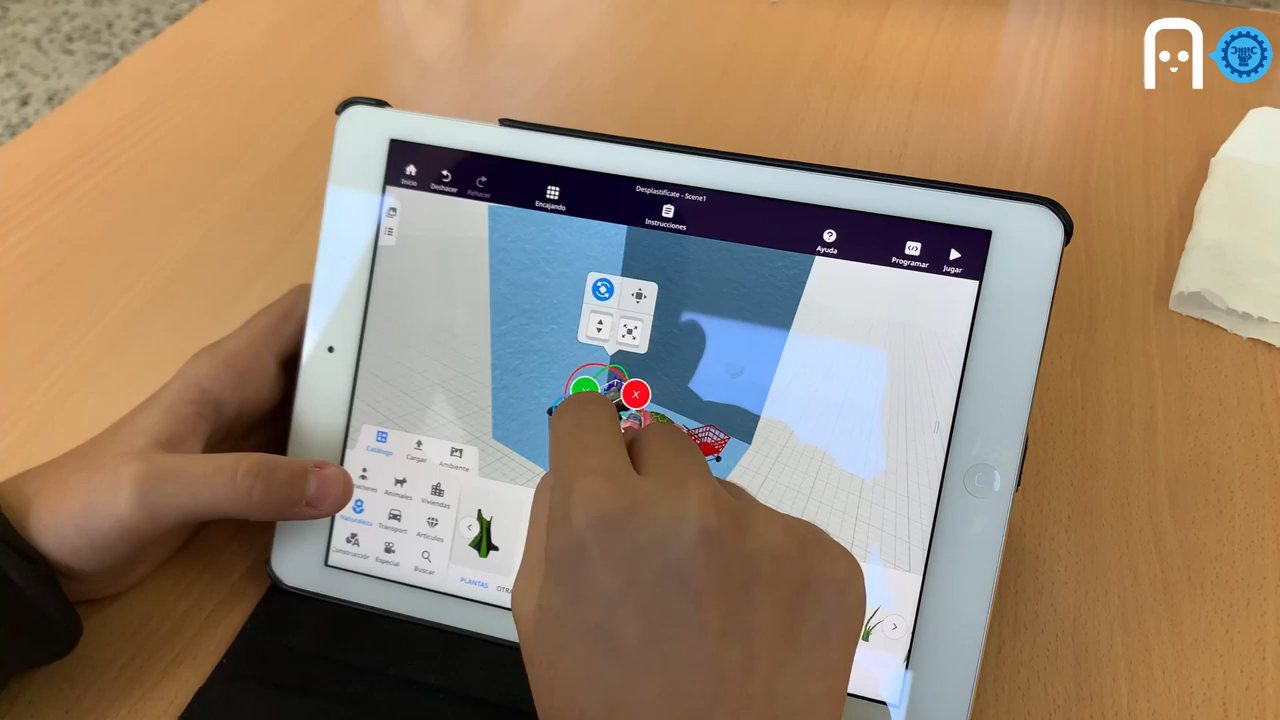 Inicio
Deshacer
Rehacer
Encajando
Desplastifícate - Scene1
Instrucciones
Ayuda
Programar
Jugar
X
Catálogo
Cargar
Ambiente
Animales
Viviendas
Naturaleza
Transport
Artículos
Construcción
Especial
Buscar
PLANTAS